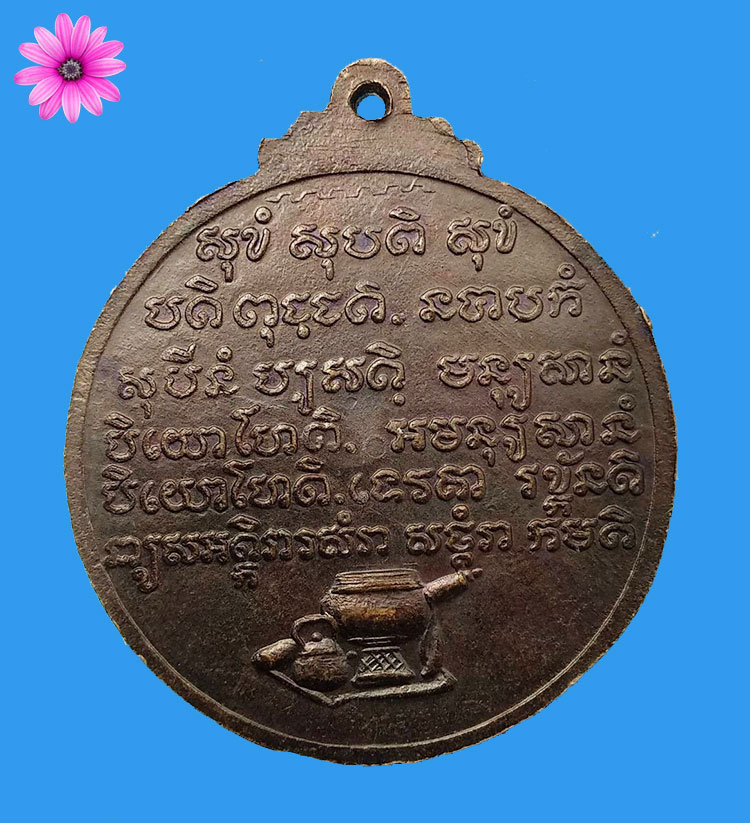 សុខំ សុបតិ សុខំ
បតិពុជ្ឈតិ. នបាបកំ
សុបីនំ បស្សតិ មនុស្សានំ
បិយោហោតិ. អមនុស្សានំ
បិយោហោតិ. ទេវតា រក្ខន្តិ
សត្ថំវា កមតិ